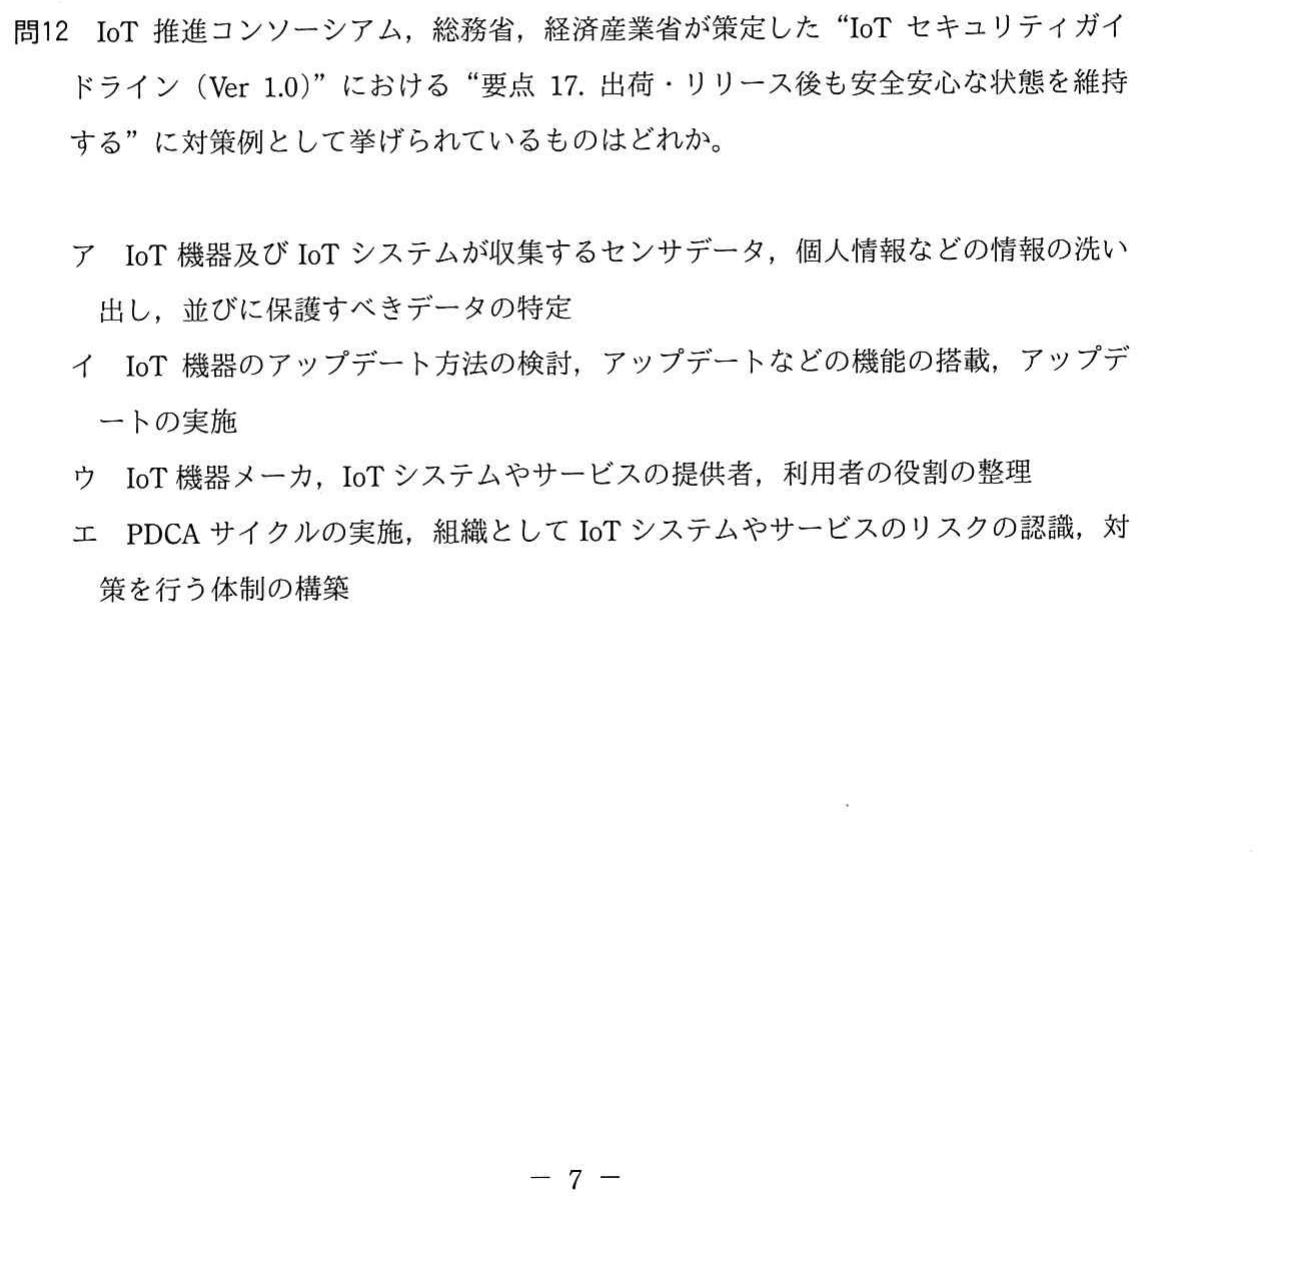 問12 IoT 推進コンソーシアム，総務省，経済産業省が策定した“IoT セキュリティガイ
ドライン（Ver 1.0）”における“要点 17. 出荷・リリース後も安全安心な状態を維持
する”に対策例として挙げられているものはどれか。
ア IoT 機器及び IoT システムが収集するセンサデータ，個人情報などの情報の洗い
出し，並びに保護すべきデータの特定
イ IoT 機器のアップデート方法の検討，アップデートなどの機能の搭載，アップデ
ートの実施
ウ IoT 機器メーカ，IoT システムやサービスの提供者，利用者の役割の整理
エ PDCA サイクルの実施，組織として IoT システムやサービスのリスクの認識，対
策を行う体制の構築
－ 7 －